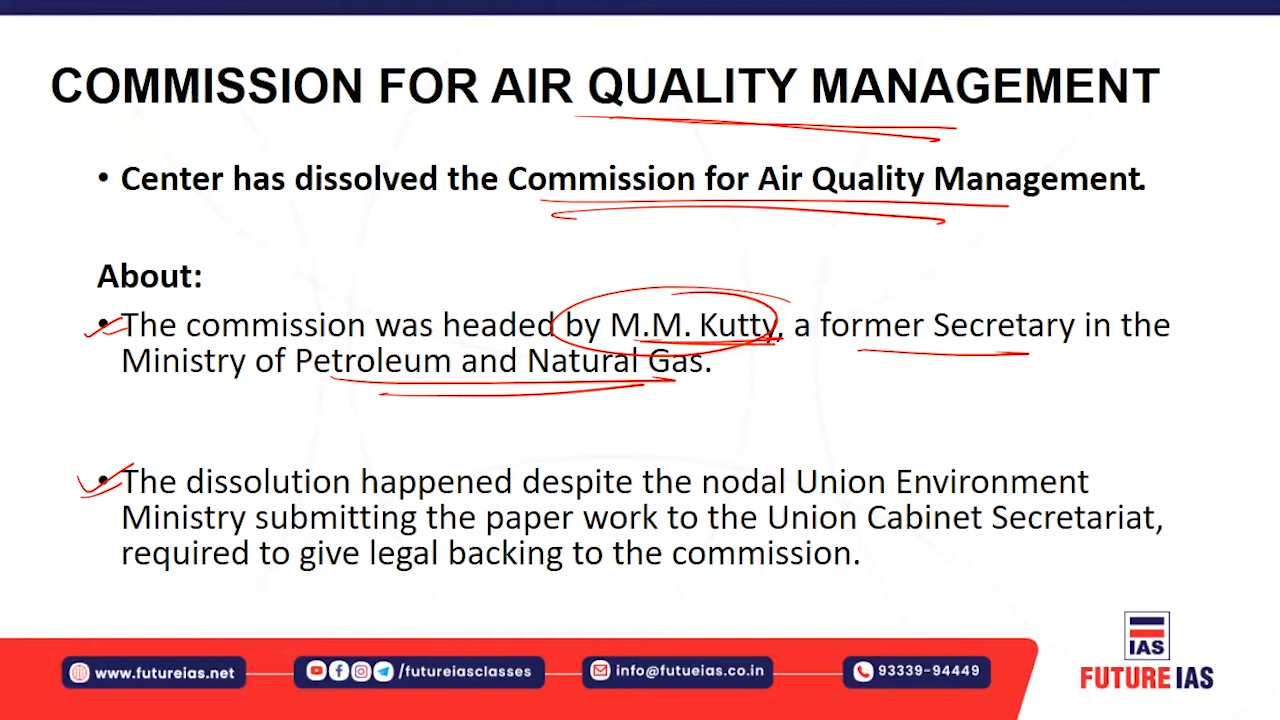 COMMISSION FOR AIR QUALITY MANAGEMENT
• Center has dissolved the Commission for Air Quality Management.
About:
• The commission was headed by M.M. Kutty, a former Secretary in the
Ministry of Petroleum and Natural Gas.
• The dissolution happened despite the nodal Union Environment
Ministry submitting the paper work to the Union Cabinet Secretariat,
required to give legal backing to the commission.
IAS
FUTURE IAS
www.futureias.net
/futureiasclasses
info@futueias.co.in
93339-94449